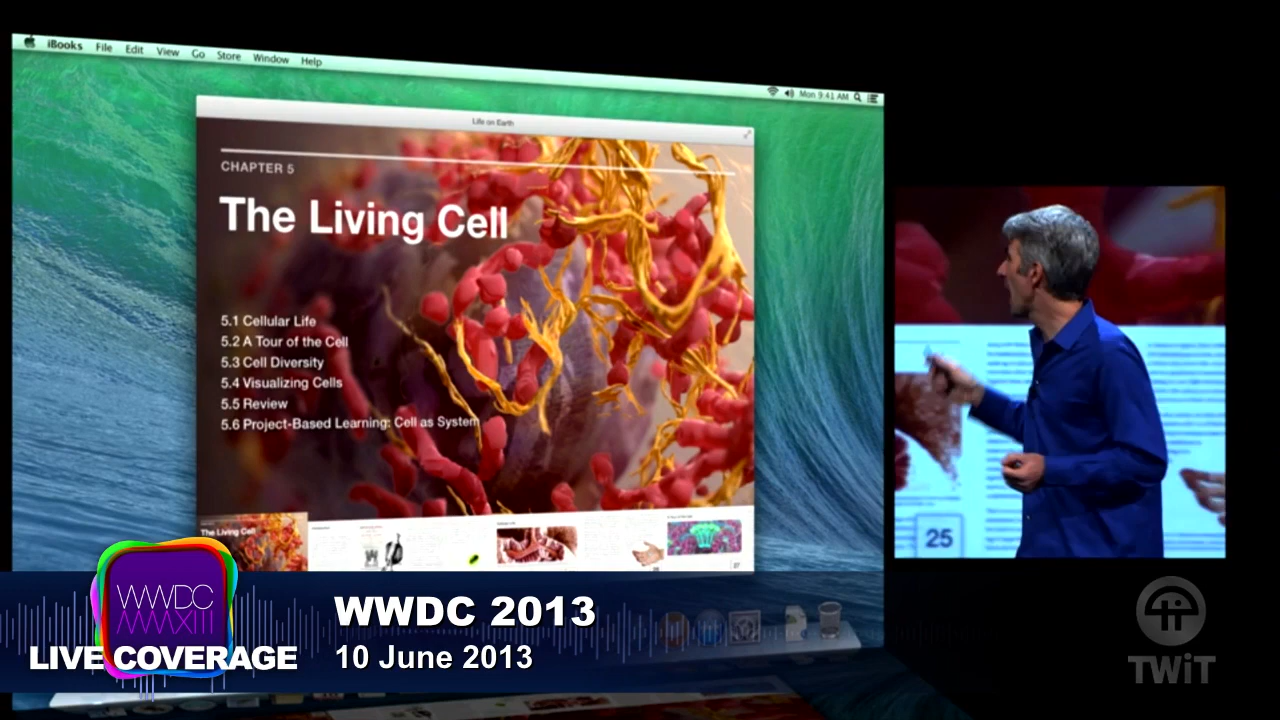 iBooks File Edit View Go Store Window Help
Mon 9:41 AM
Life on Earth
CHAPTER 5
The Living Cell
5.1 Cellular Life
5.2 A Tour of the Cell
5.3 Cell Diversity
5.4 Visualizing Cells
5.5 Review
5.6 Project-Based Learning: Cell as System
The Living Cell
25
WWDC
MMXIII
LIVE COVERAGE
WWDC 2013
10 June 2013
TWiT